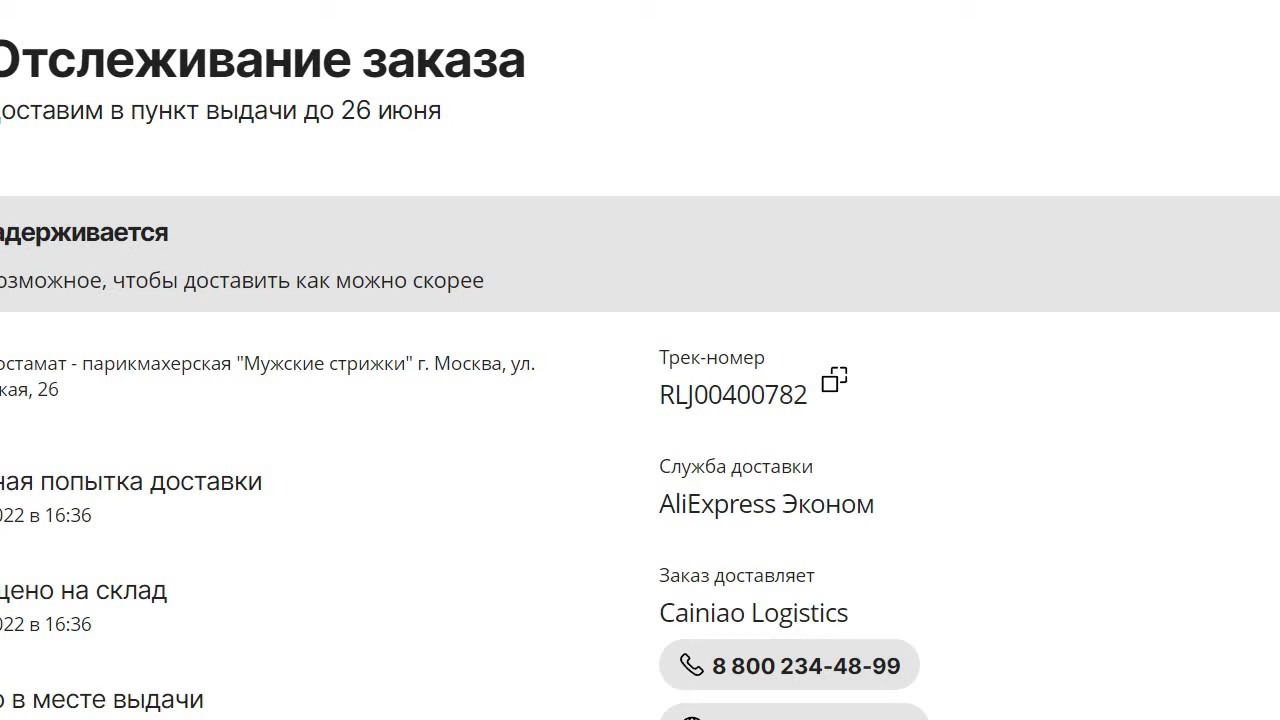 Отслеживание заказа
доставим в пункт выдачи до 26 июня
адерживается
озможное, чтобы доставить как можно скорее
остамат - парикмахерская "Мужские стрижки" г. Москва, ул.
кая, 26
ная попытка доставки
022 в 16:36
щено на склад
022 в 16:36
о в месте выдачи
Трек-номер
RLJ00400782
Служба доставки
AliExpress Эконом
Заказ доставляет
Cainiao Logistics
8 800 234-48-99